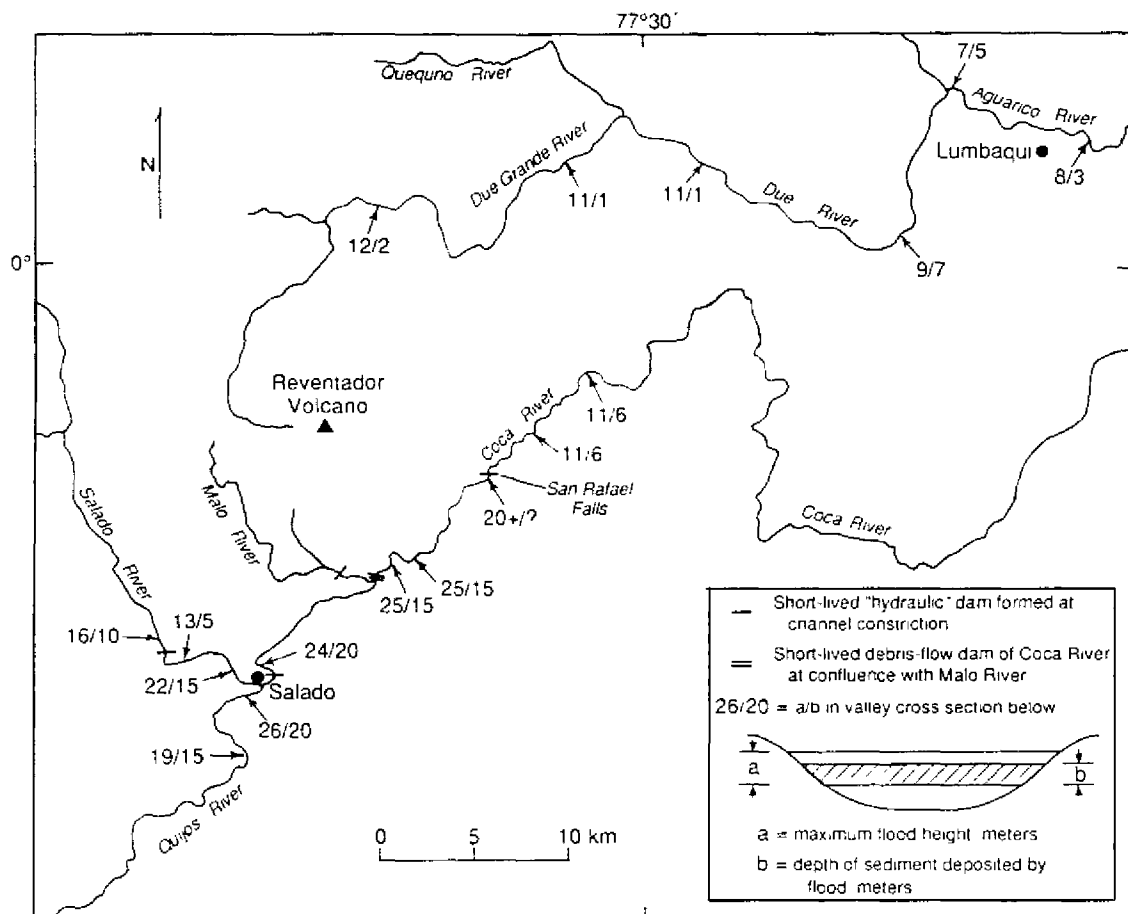 77°30´
7/5
Quequno River
Aguarico River
Lumbaqui
8/3
N
Due Grande River
11/1
11/1
Due River
12/2
9/7
0°
Reventador
Volcano
11/6
Coca River
11/6
San Rafael
Falls
20+/?
Malo River
Salado River
Coca River
25/15
25/15
16/10
13/5
24/20
22/15
Salado
26/20
19/15
Quijos River
0 5 10 km
Short-lived "hydraulic" dam formed at
channel constriction
Short-lived debris-flow dam of Coca River
at confluence with Malo River
26/20 = a/b in valley cross section below
a
b
a = maximum flood height meters
b = depth of sediment deposited by
flood meters